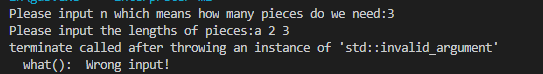 Please input n which means how many pieces do we need:3
Please input the lengths of pieces:a 2 3
terminate called after throwing an instance of 'std::invalid_argument'
what():  Wrong input!